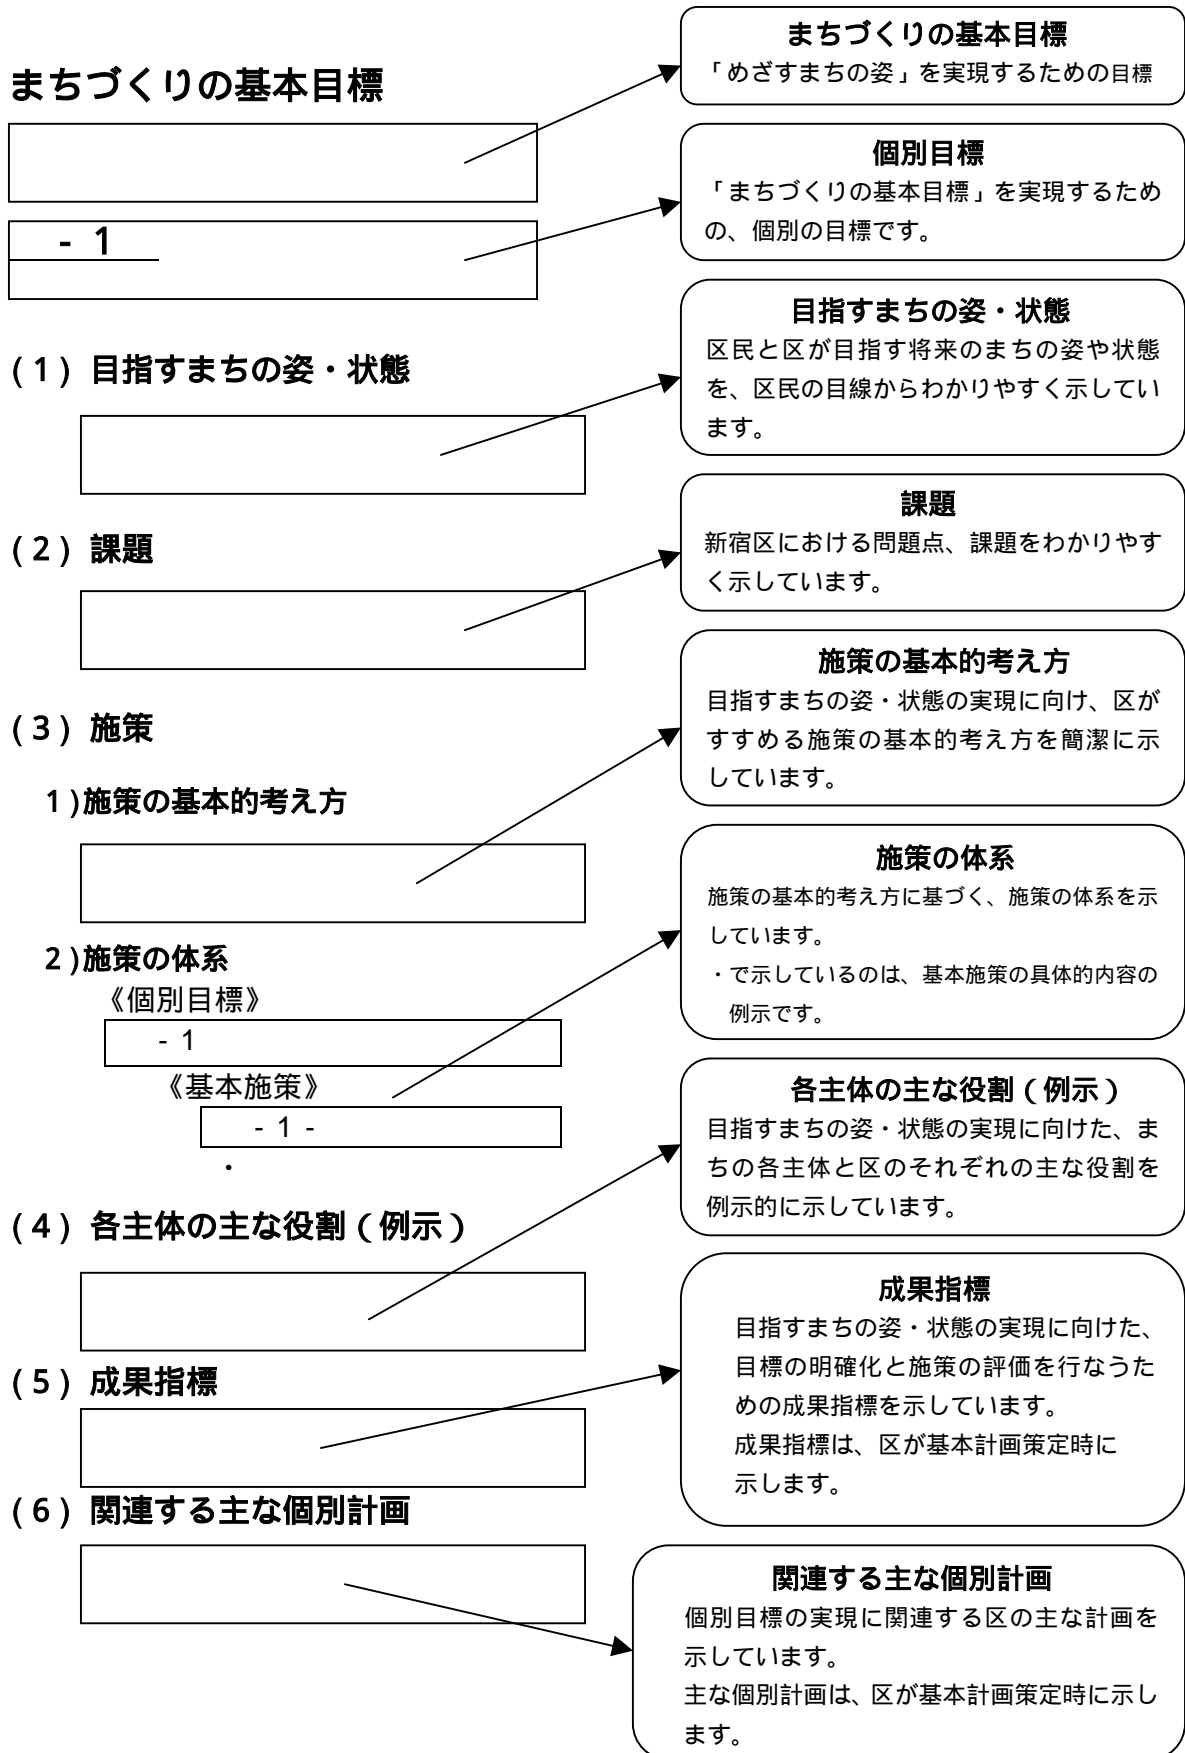 まちづくりの基本目標
- 1
(1) 目指すまちの姿・状態
(2) 課題
(3) 施策
1)施策の基本的考え方
2)施策の体系
《個別目標》
- 1
《基本施策》
- 1 -
・
(4) 各主体の主な役割(例示)
(5) 成果指標
(6) 関連する主な個別計画
まちづくりの基本目標
「めざすまちの姿」を実現するための目標
個別目標
「まちづくりの基本目標」を実現するため
の、個別の目標です。
目指すまちの姿・状態
区民と区が目指す将来のまちの姿や状態
を、区民の目線からわかりやすく示してい
ます。
課題
新宿区における問題点、課題をわかりやす
く示しています。
施策の基本的考え方
目指すまちの姿・状態の実現に向け、区が
すすめる施策の基本的考え方を簡潔に示
しています。
施策の体系
施策の基本的考え方に基づく、施策の体系を示
しています。
・で示しているのは、基本施策の具体的内容の
例示です。
各主体の主な役割(例示)
目指すまちの姿・状態の実現に向けた、ま
ちの各主体と区のそれぞれの主な役割を
例示的に示しています。
成果指標
目指すまちの姿・状態の実現に向けた、
目標の明確化と施策の評価を行なうた
めの成果指標を示しています。
成果指標は、区が基本計画策定時に
示します。
関連する主な個別計画
個別目標の実現に関連する区の主な計画を
示しています。
主な個別計画は、区が基本計画策定時に示し
ます。